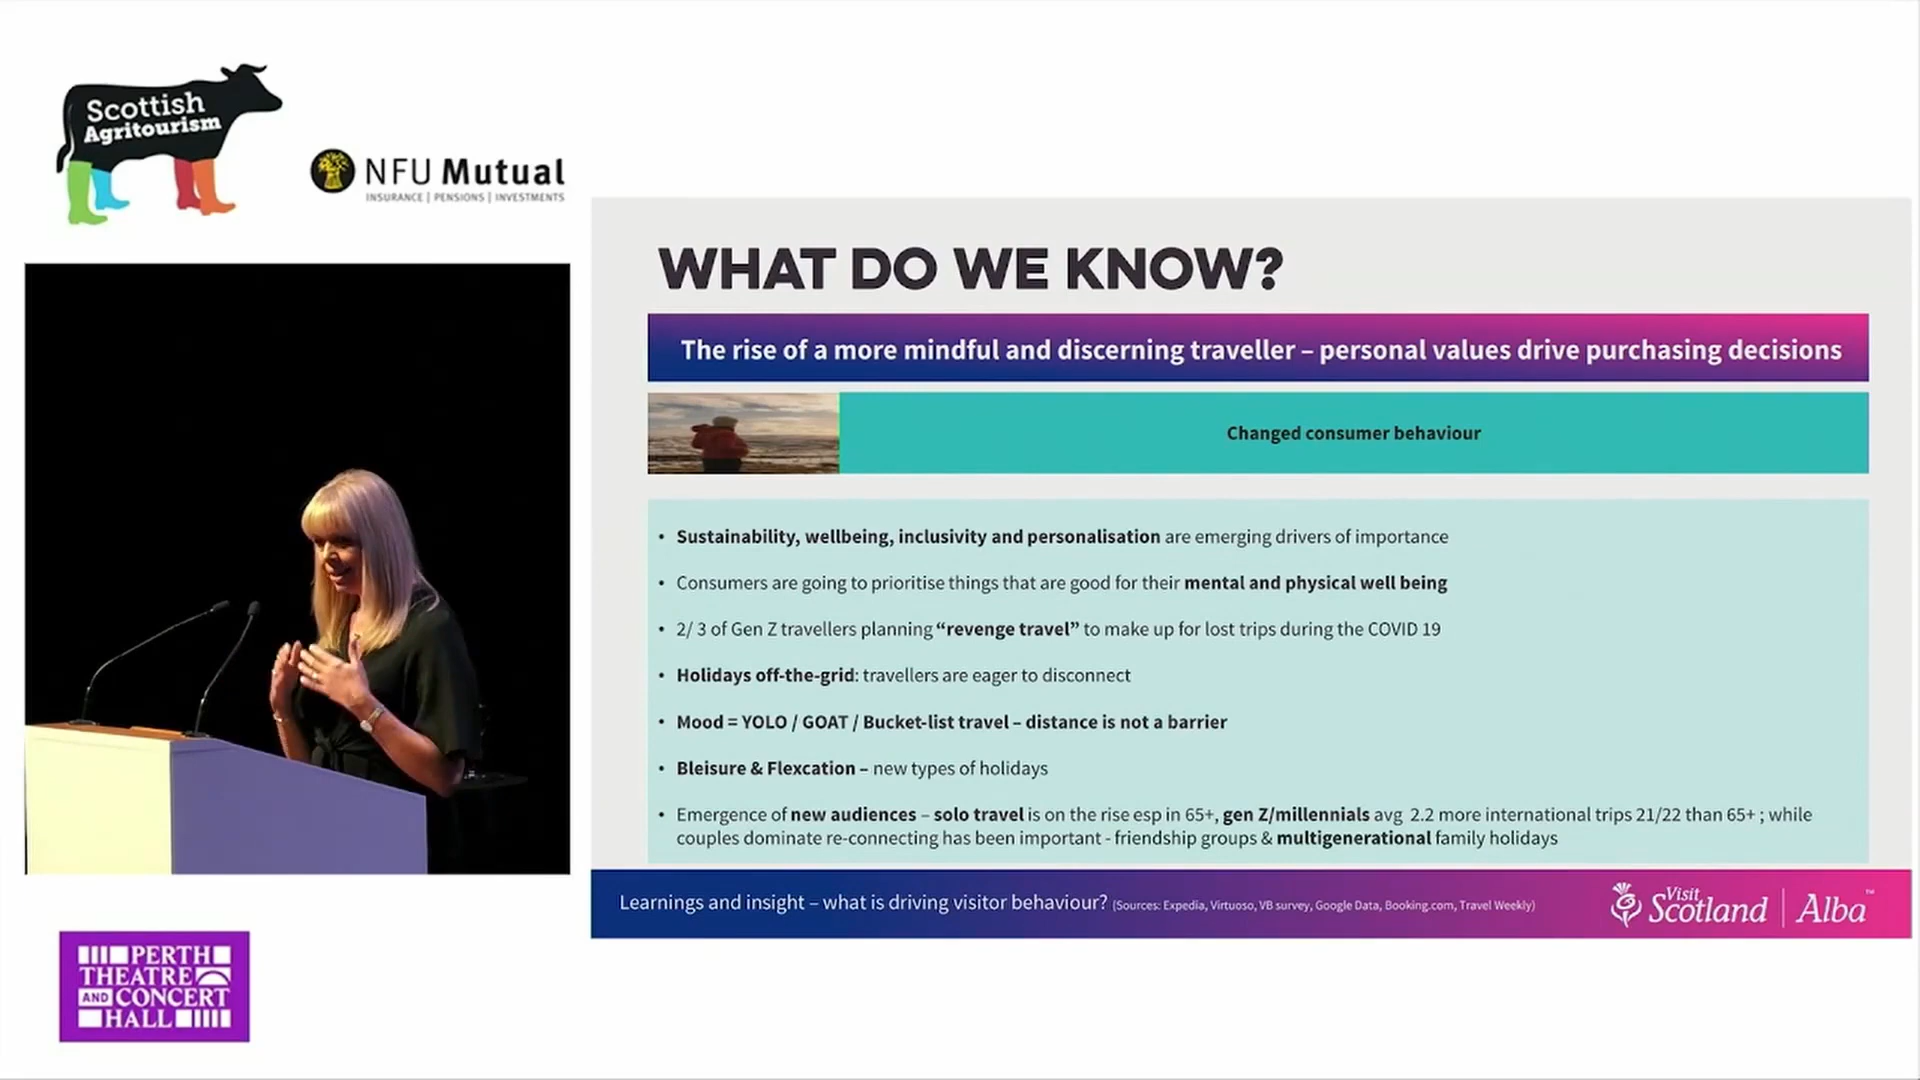 Scottish
Agritourism
NFU Mutual
INSURANCE | PENSIONS | INVESTMENTS
WHAT DO WE KNOW?
The rise of a more mindful and discerning traveller – personal values drive purchasing decisions
Changed consumer behaviour
• Sustainability, wellbeing, inclusivity and personalisation are emerging drivers of importance
• Consumers are going to prioritise things that are good for their mental and physical well being
• 2/ 3 of Gen Z travellers planning “revenge travel” to make up for lost trips during the COVID 19
• Holidays off-the-grid: travellers are eager to disconnect
• Mood = YOLO / GOAT / Bucket-list travel – distance is not a barrier
• Bleisure & Flexcation – new types of holidays
• Emergence of new audiences – solo travel is on the rise esp in 65+, gen Z/millennials avg 2.2 more international trips 21/22 than 65+ ; while
couples dominate re-connecting has been important - friendship groups & multigenerational family holidays
Learnings and insight – what is driving visitor behaviour? (Sources: Expedia, Virtuoso, VB survey, Google Data, Booking.com, Travel Weekly)
Visit
Scotland | Alba™
PERTH
THEATRE
AND CONCERT
HALL